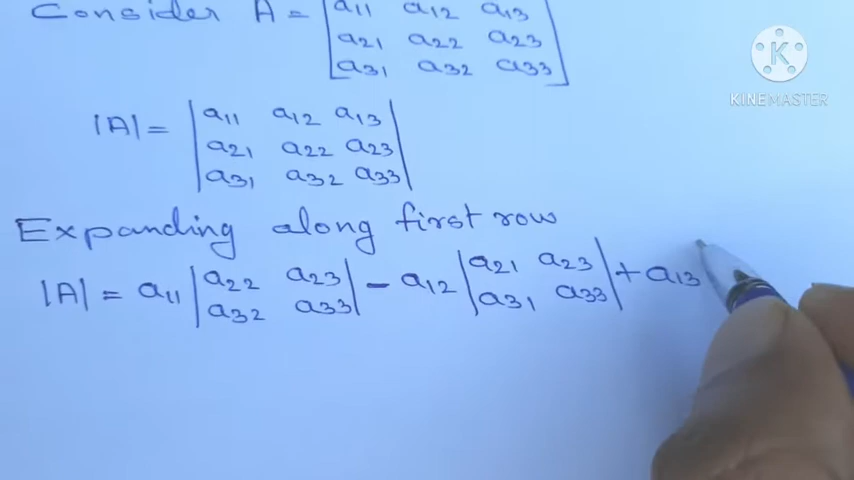 Consider A = [a11 a12 a13
a21 a22 a23
a31 a32 a33]
K
KINEMASTER
|A| = |a11 a12 a13
a21 a22 a23
a31 a32 a33|
Expanding along first row
|A| = a11 |a22 a23 - a12 |a21 a23 + a13
a32 a33| a31 a33|